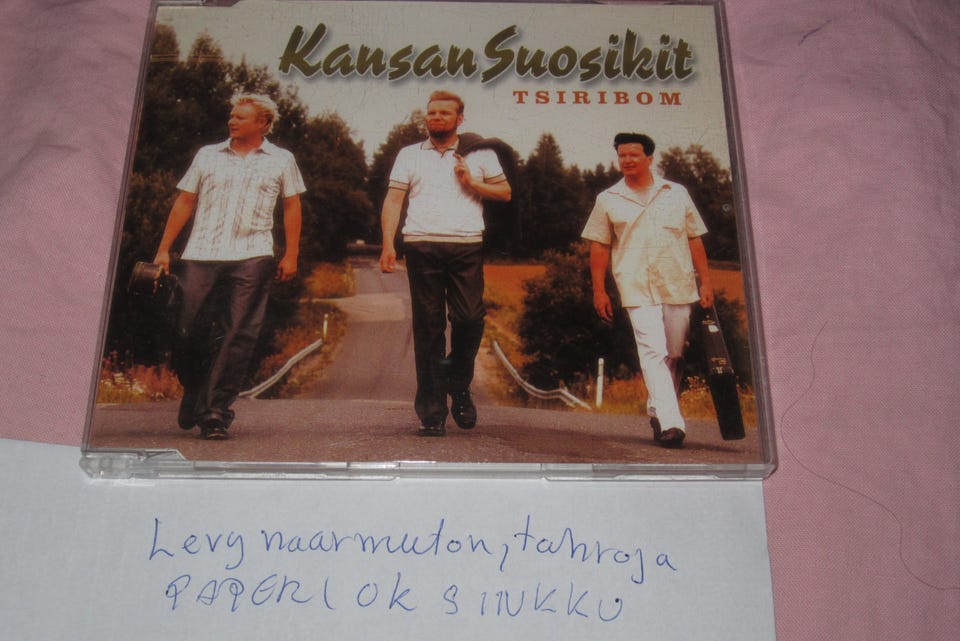 Kansan Suosikit
TSIRIBOM
Levy naarmuton, tahroja
PAPERI OK SINKKU